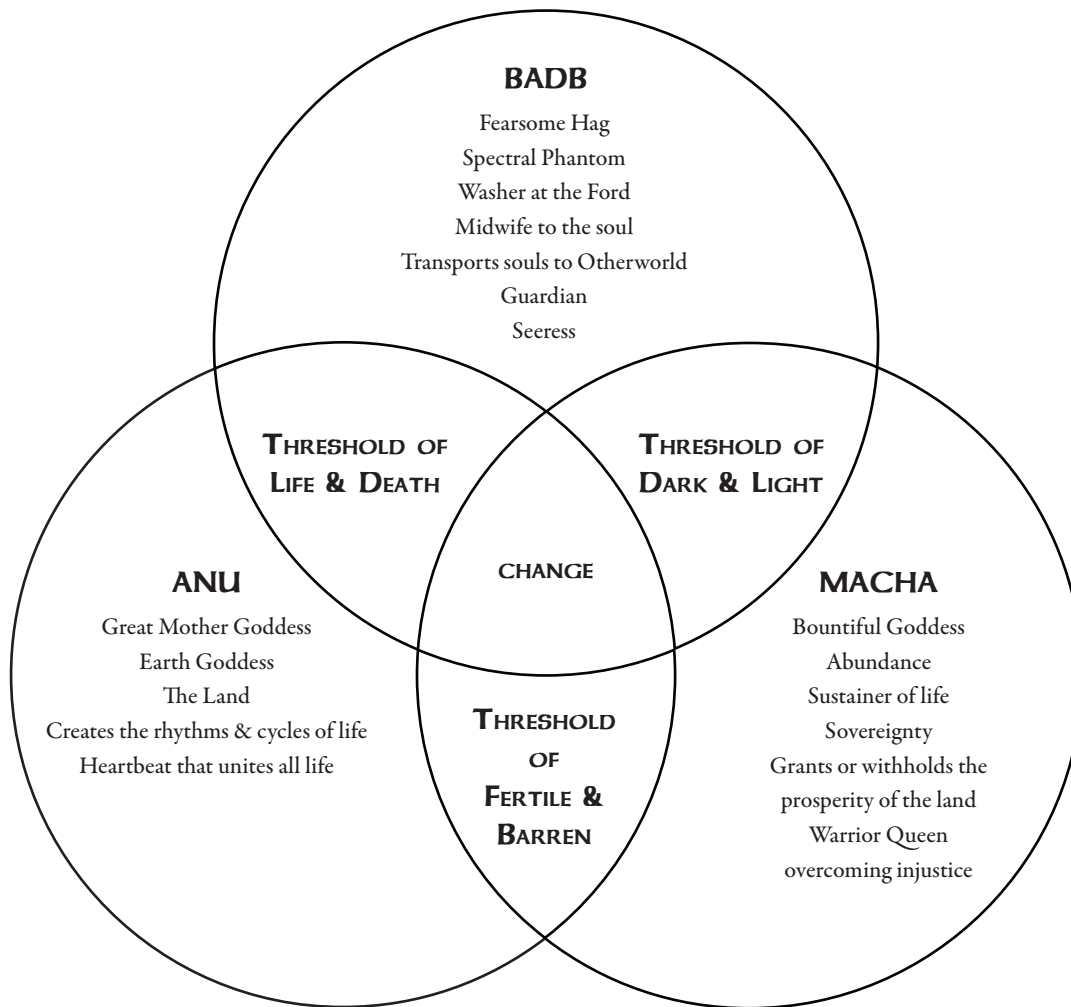 BADB
Fearsome Hag
Spectral Phantom
Washer at the Ford
Midwife to the soul
Transports souls to Otherworld
Guardian
Seeress
Threshold of
Life & Death
Threshold of
Dark & Light
change
ANU
Great Mother Goddess
Earth Goddess
The Land
Creates the rhythms & cycles of life
Heartbeat that unites all life
MACHA
Bountiful Goddess
Abundance
Sustainer of life
Sovereignty
Grants or withholds the
prosperity of the land
Warrior Queen
overcoming injustice
Threshold
of
Fertile &
Barren